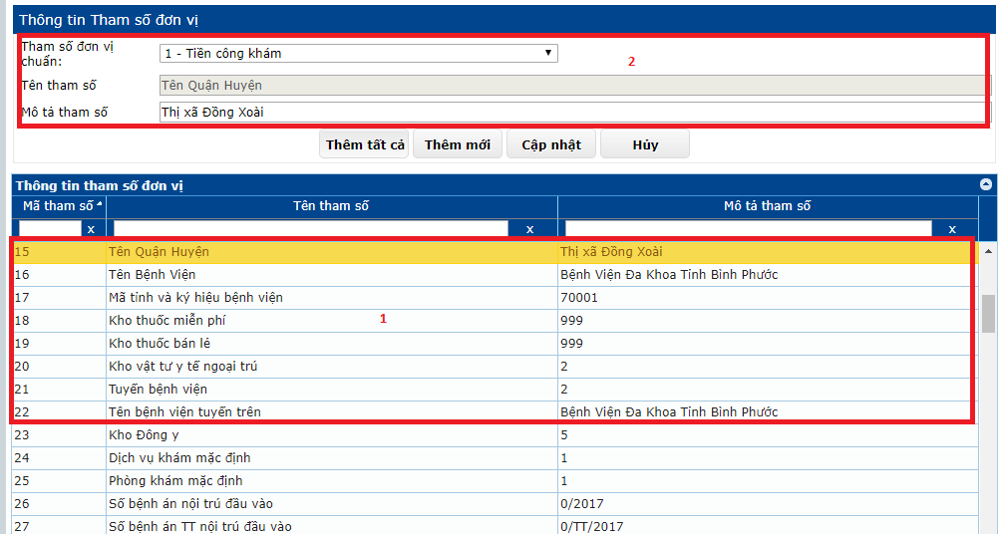 Thông tin Tham số đơn vị
Tham số đơn vị chuẩn: 1 - Tiền công khám
2
Tên tham số Tên Quận Huyện
Mô tả tham số Thị xã Đồng Xoài
Thêm tất cả Thêm mới Cập nhật Hủy
Thông tin tham số đơn vị
Mã tham số Tên tham số Mô tả tham số
x x x
15 Tên Quận Huyện Thị xã Đồng Xoài
16 Tên Bệnh Viện Bệnh Viện Đa Khoa Tỉnh Bình Phước
17 Mã tỉnh và ký hiệu bệnh viện 70001
18 Kho thuốc miễn phí 999
1
19 Kho thuốc bán lẻ 999
20 Kho vật tư y tế ngoại trú 2
21 Tuyến bệnh viện 2
22 Tên bệnh viện tuyến trên Bệnh Viện Đa Khoa Tỉnh Bình Phước
23 Kho Đông y 5
24 Dịch vụ khám mặc định 1
25 Phòng khám mặc định 1
26 Số bệnh án nội trú đầu vào 0/2017
27 Số bệnh án TT nội trú đầu vào 0/TT/2017